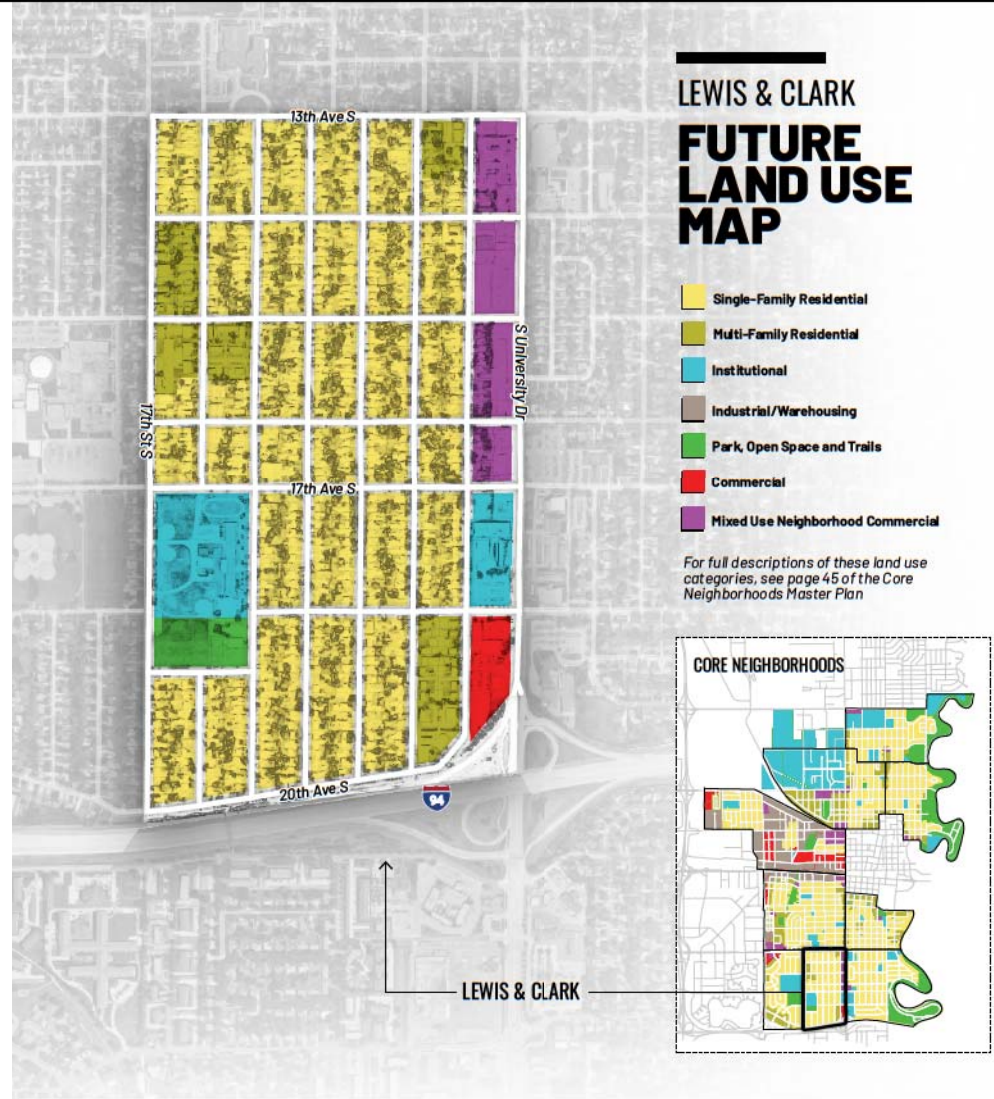 LEWIS & CLARK
FUTURE
LAND USE
MAP
Single-Family Residential
Multi-Family Residential
Institutional
Industrial/Warehousing
Park, Open Space and Trails
Commercial
Mixed Use Neighborhood Commercial
For full descriptions of these land use
categories, see page 45 of the Core
Neighborhoods Master Plan
13th Ave S
S University Dr
17th St S
17th Ave S
20th Ave S
94
CORE NEIGHBORHOODS
LEWIS & CLARK